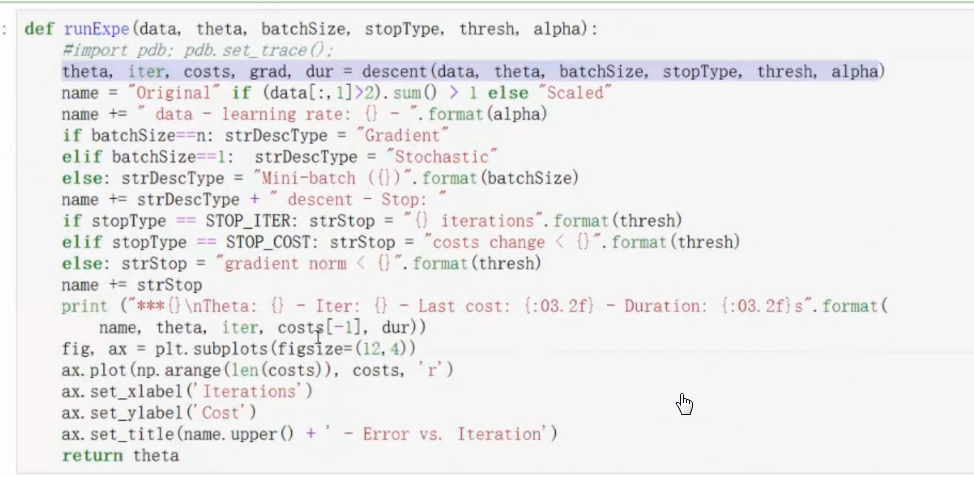 : def runExpe(data, theta, batchSize, stopType, thresh, alpha):
#import pdb; pdb.set_trace();
theta, iter, costs, grad, dur = descent(data, theta, batchSize, stopType, thresh, alpha)
name = "Original" if (data[:,1]>2).sum() > 1 else "Scaled"
name += " data - learning rate: {} - ".format(alpha)
if batchSize==n: strDescType = "Gradient"
elif batchSize==1:  strDescType = "Stochastic"
else: strDescType = "Mini-batch ({})".format(batchSize)
name += strDescType + " descent - Stop: "
if stopType == STOP_ITER: strStop = "{} iterations".format(thresh)
elif stopType == STOP_COST: strStop = "costs change < {}".format(thresh)
else: strStop = "gradient norm < {}".format(thresh)
name += strStop
print ("***{}\nTheta: {} - Iter: {} - Last cost: {:03.2f} - Duration: {:03.2f}s".format(
name, theta, iter, costs[-1], dur))
fig, ax = plt.subplots(figsize=(12,4))
ax.plot(np.arange(len(costs)), costs, 'r')
ax.set_xlabel('Iterations')
ax.set_ylabel('Cost')
ax.set_title(name.upper() + ' - Error vs. Iteration')
return theta